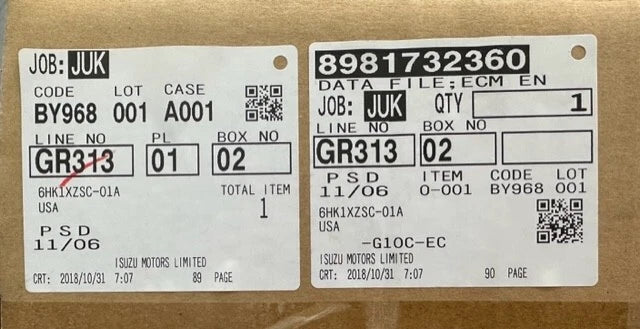 JOB: JUK
CODE LOT CASE
BY968 001 A001
LINE NO PL BOX NO
GR313 01 02
6HK1XZSC-01A TOTAL ITEM
USA 1
PSD
11/06
ISUZU MOTORS LIMITED
CRT: 2018/10/31 7:07 89 PAGE
8981732360
DATA FILE;ECM EN
JOB: JUK QTY 1
LINE NO BOX NO
GR313 02
PSD ITEM CODE LOT
11/06 0-001 BY968 001
6HK1XZSC-01A
USA
-G10C-EC
ISUZU MOTORS LIMITED
CRT: 2018/10/31 7:07 90 PAGE